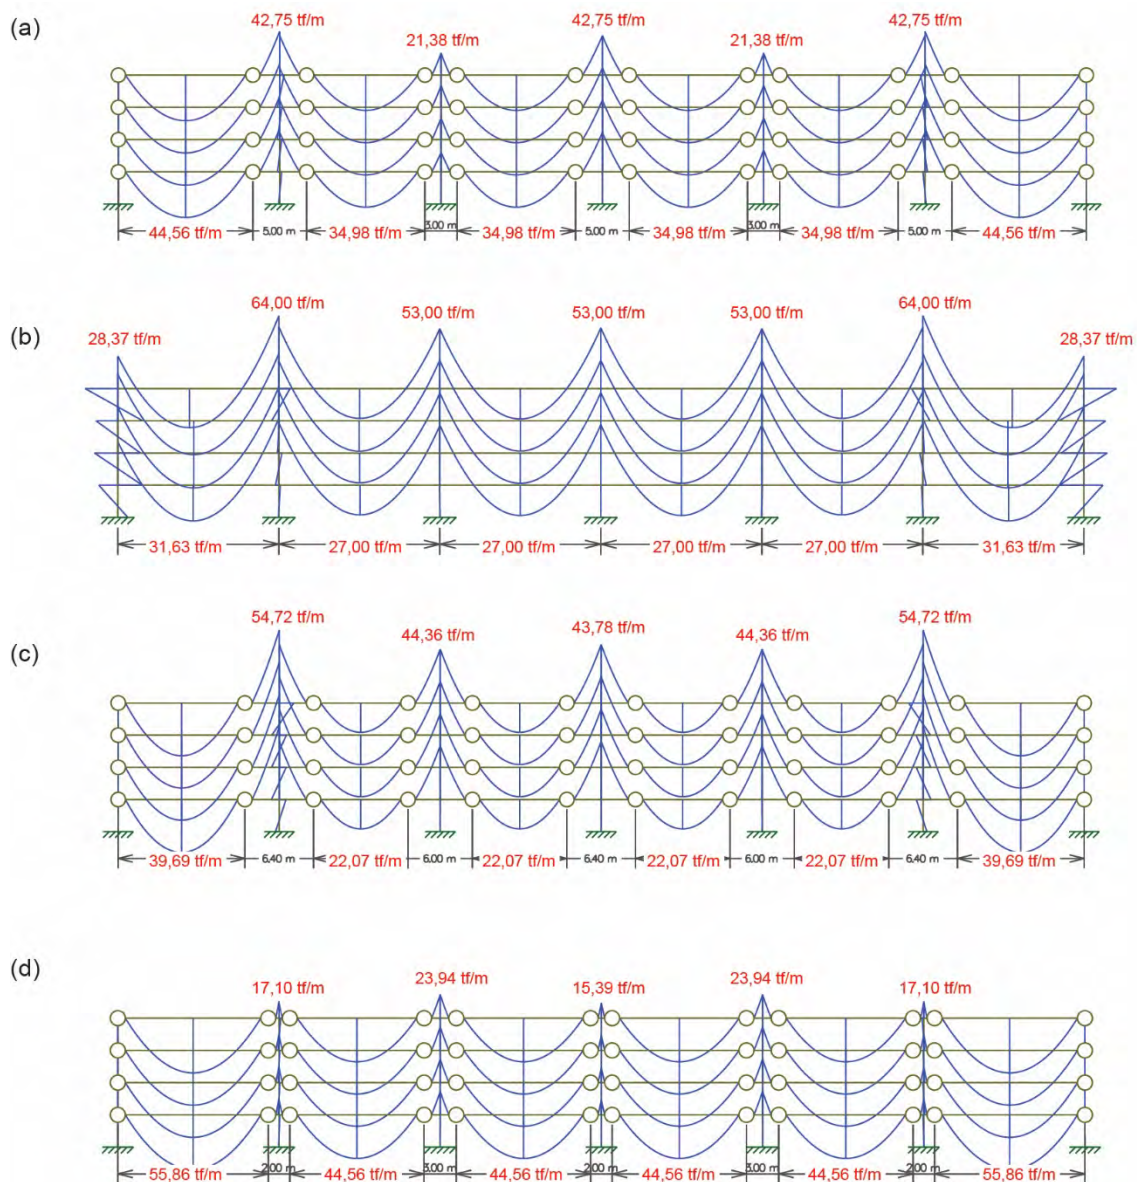 (a)
42,75 tf/m 21,38 tf/m 42,75 tf/m 21,38 tf/m 42,75 tf/m
44,56 tf/m 5.00 m 34,98 tf/m 3.00 m 34,98 tf/m 5.00 m 34,98 tf/m 3.00 m 34,98 tf/m 5.00 m 44,56 tf/m
(b)
28,37 tf/m 64,00 tf/m 53,00 tf/m 53,00 tf/m 53,00 tf/m 64,00 tf/m 28,37 tf/m
31,63 tf/m 27,00 tf/m 27,00 tf/m 27,00 tf/m 27,00 tf/m 31,63 tf/m
(c)
54,72 tf/m 44,36 tf/m 43,78 tf/m 44,36 tf/m 54,72 tf/m
39,69 tf/m 6.40 m 22,07 tf/m 6.00 m 22,07 tf/m 6.40 m 22,07 tf/m 6.00 m 22,07 tf/m 6.40 m 39,69 tf/m
(d)
17,10 tf/m 23,94 tf/m 15,39 tf/m 23,94 tf/m 17,10 tf/m
55,86 tf/m 2.00 m 44,56 tf/m 3.00 m 44,56 tf/m 2.00 m 44,56 tf/m 3.00 m 44,56 tf/m 2.00 m 55,86 tf/m